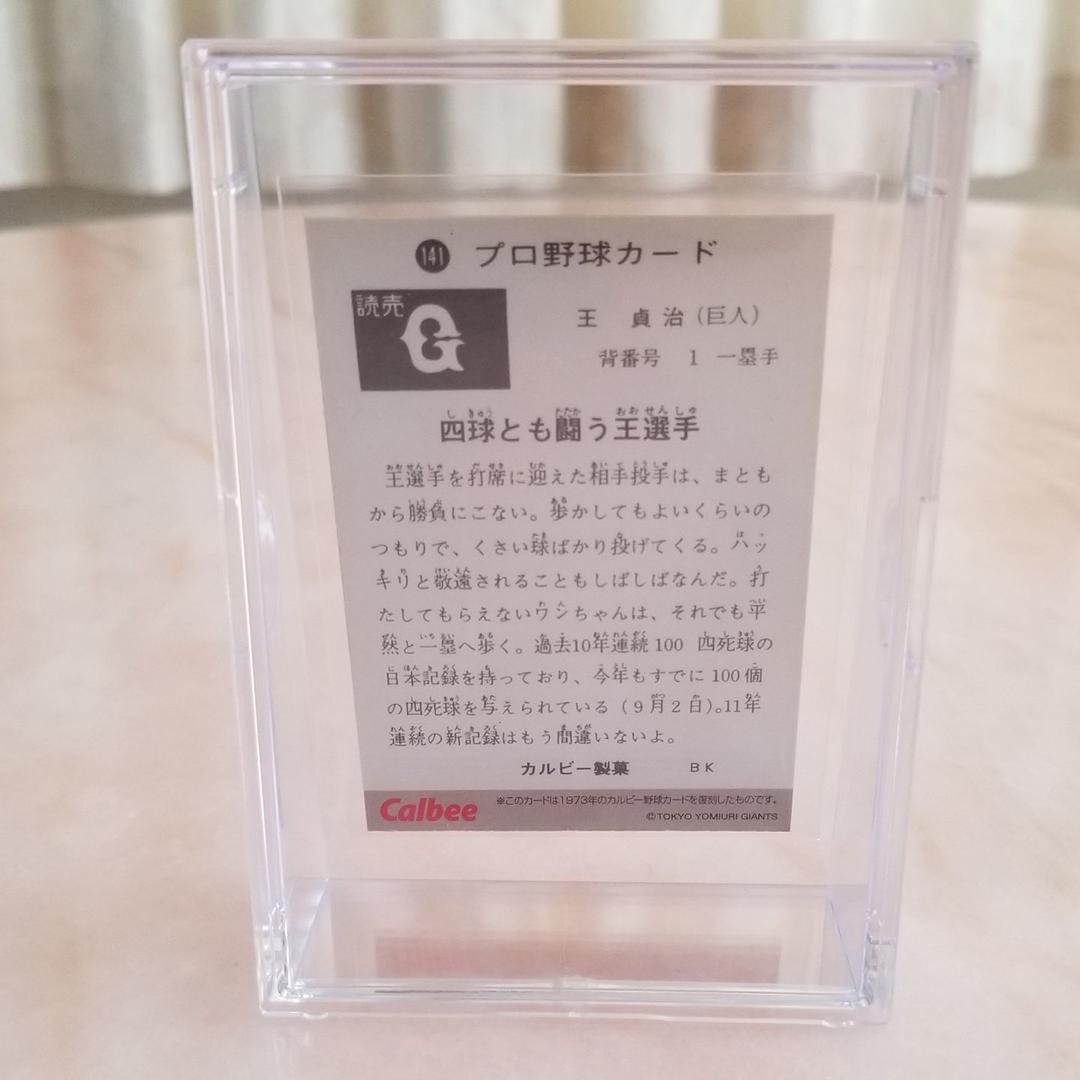 141 プロ野球カード
読売
G
王 貞治(巨人)
背番号 1 一塁手
四球とも闘う王選手
王選手を打席に迎えた相手投手は、まとも
から勝負にこない。歩かしてもよいくらいの
つもりで、くさい球ばかり投げてくる。ハッ
キリと敬遠されることもしばしばなんだ。打
たしてもらえないワンちゃんは、それでも平
然と一塁へ歩く。過去10年連続100 四死球の
日本記録を持っており、今年もすでに100個
の四死球を与えられている(9月2日)。11年
連続の新記録はもう間違いないよ。
カルビー製菓 BK
Calbee ※このカードは1973年のカルビー野球カードを復刻したものです。
©TOKYO YOMIURI GIANTS